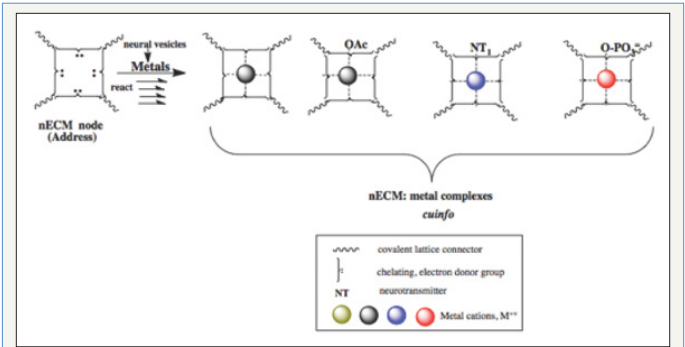 neural vesicles
Metals
react
nECM node
(Address)
OAc
NT₁
O-PO₃⁼
nECM: metal complexes
cuinfo
covalent lattice connector
chelating, electron donor group
NT neurotransmitter
Metal cations, M⁺ⁿ